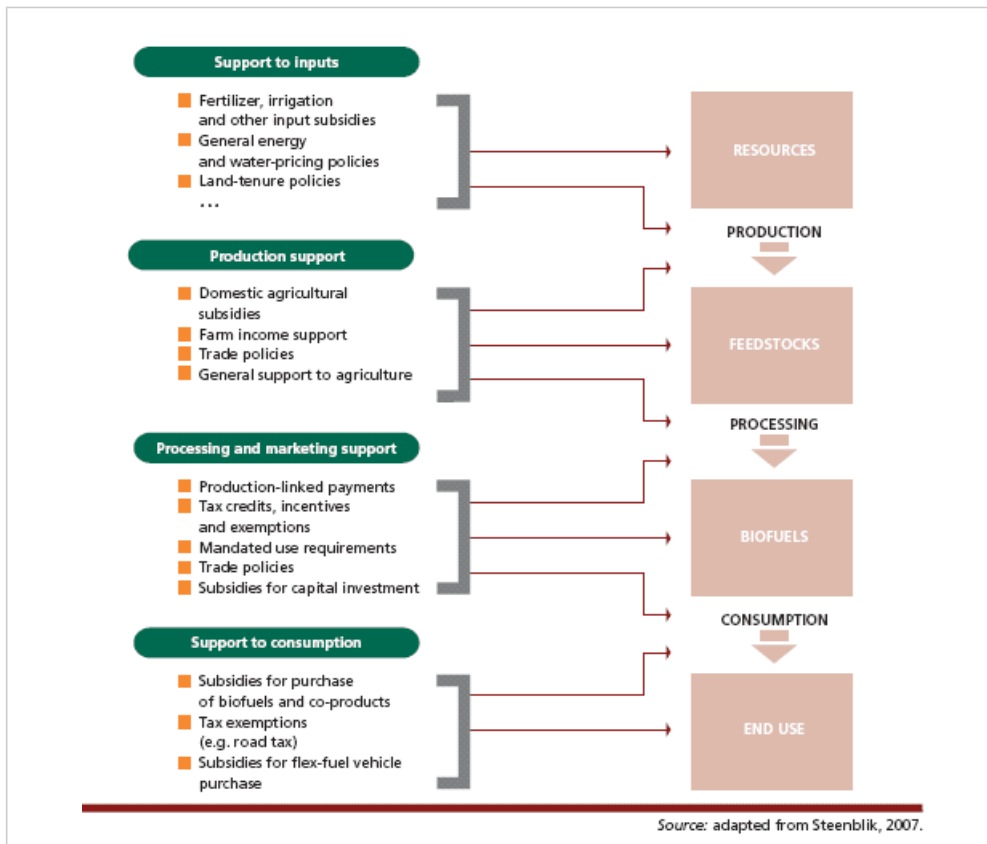 Support to inputs
Fertilizer, irrigation
and other input subsidies
General energy
and water-pricing policies
Land-tenure policies
...
RESOURCES
PRODUCTION
Production support
Domestic agricultural
subsidies
Farm income support
Trade policies
General support to agriculture
FEEDSTOCKS
PROCESSING
Processing and marketing support
Production-linked payments
Tax credits, incentives
and exemptions
Mandated use requirements
Trade policies
Subsidies for capital investment
BIOFUELS
CONSUMPTION
Support to consumption
Subsidies for purchase
of biofuels and co-products
Tax exemptions
(e.g. road tax)
Subsidies for flex-fuel vehicle
purchase
END USE
Source: adapted from Steenblik, 2007.